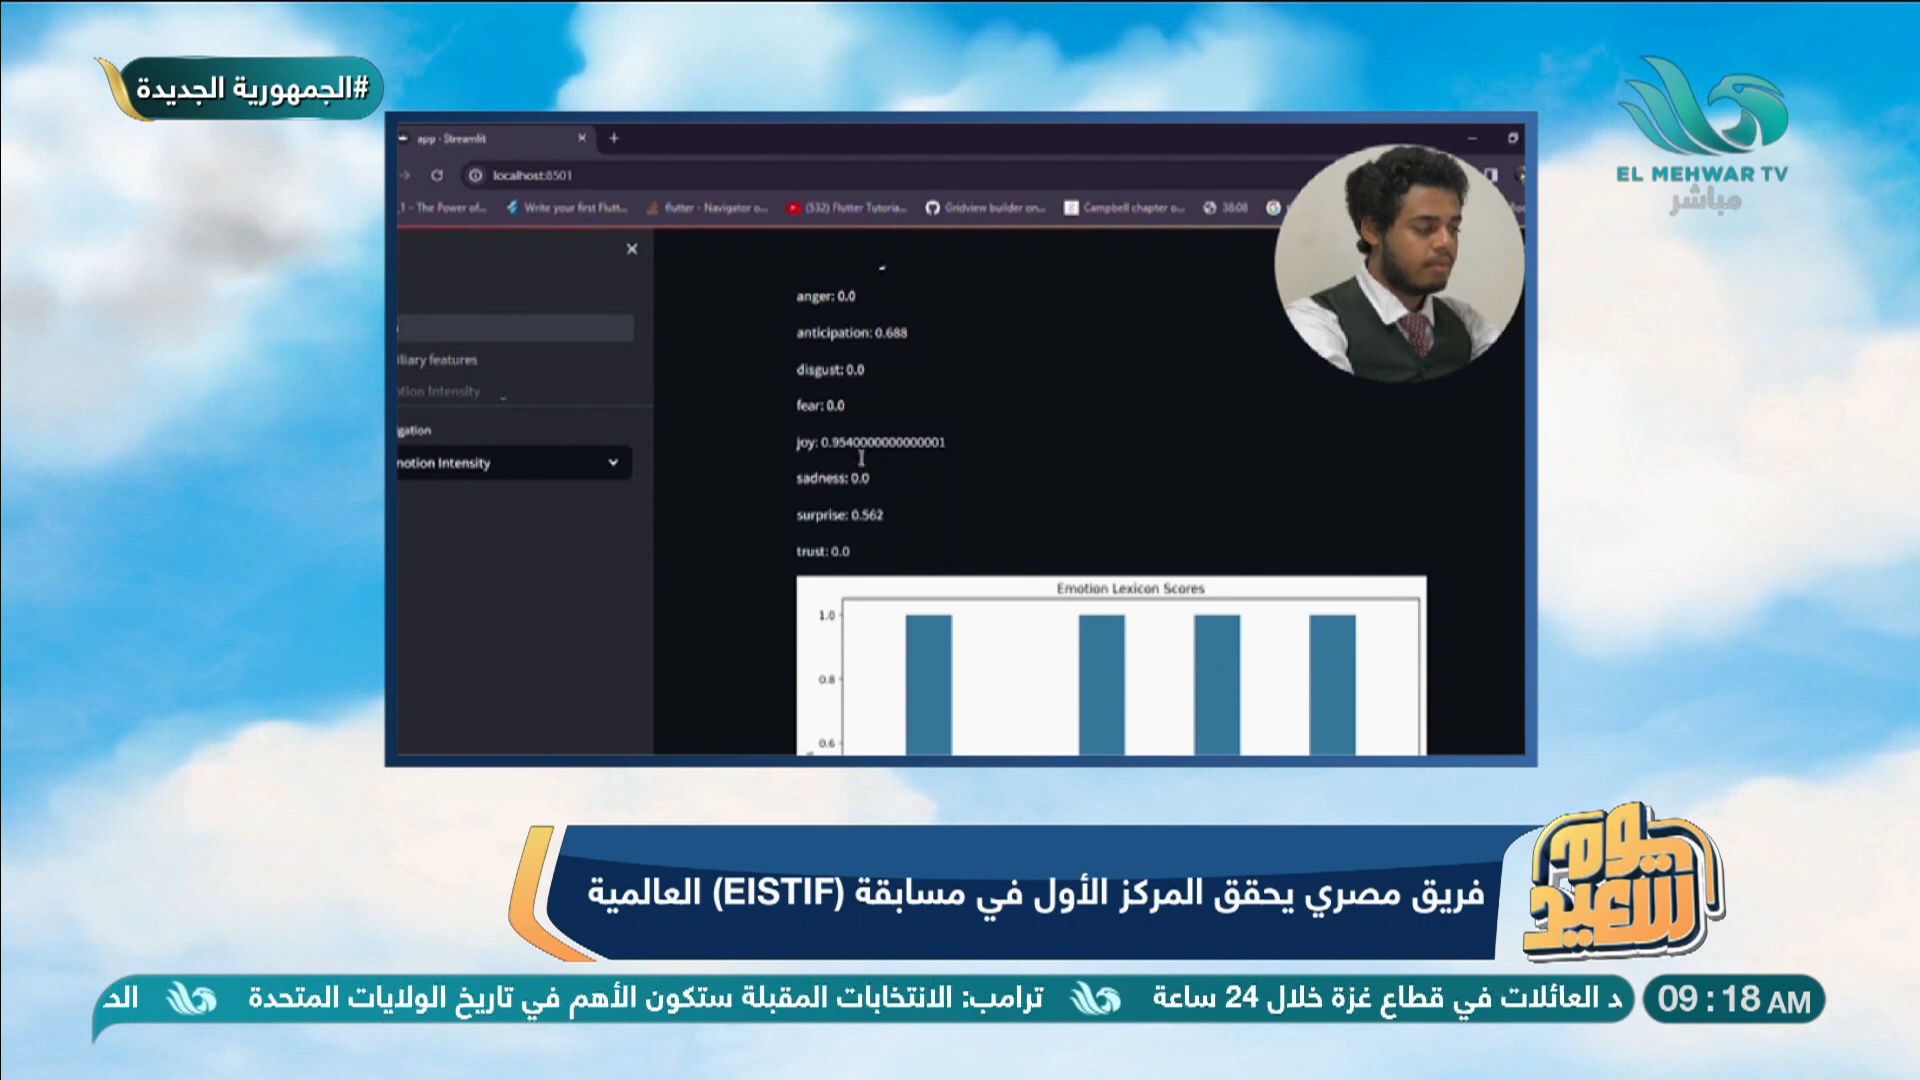 #الجمهورية الجديدة
EL MEHWAR TV
مباشر
app - Streamlit
localhost:8501
1 - The Power of...
Write your first Flutt...
flutter - Navigator o...
(532) Flutter Tutoria...
Gridview builder on...
Campbell chapter o...
38:08
iliary features
otion Intensity
igation
notion Intensity
anger: 0.0
anticipation: 0.688
disgust: 0.0
fear: 0.0
joy: 0.9540000000000001
sadness: 0.0
surprise: 0.562
trust: 0.0
Emotion Lexicon Scores
1.0
0.8
0.6
فريق مصري يحقق المركز الأول في مسابقة (EISTIF) العالمية
يوم سعيد
د العائلات في قطاع غزة خلال 24 ساعة
ترامب: الانتخابات المقبلة ستكون الأهم في تاريخ الولايات المتحدة
الد
09:18 AM